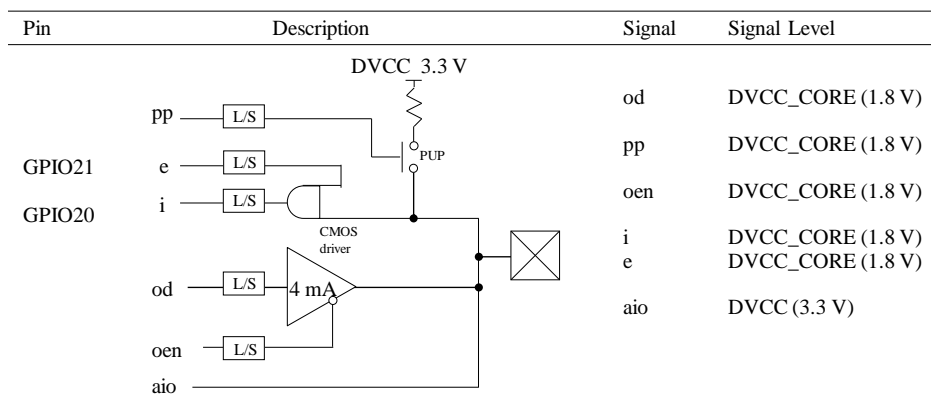 Pin Description Signal Signal Level
DVCC 3.3 V
od DVCC_CORE (1.8 V)
pp L/S
pp DVCC_CORE (1.8 V)
PUP
GPIO21 e L/S
oen DVCC_CORE (1.8 V)
GPIO20 i L/S
CMOS
driver
i DVCC_CORE (1.8 V)
e DVCC_CORE (1.8 V)
od L/S 4 mA
aio DVCC (3.3 V)
oen L/S
aio